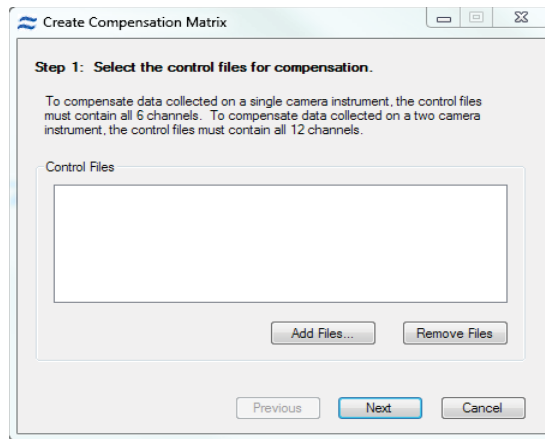 Create Compensation Matrix
Step 1: Select the control files for compensation.
To compensate data collected on a single camera instrument, the control files
must contain all 6 channels. To compensate data collected on a two camera
instrument, the control files must contain all 12 channels.
Control Files
Add Files...
Remove Files
Previous
Next
Cancel